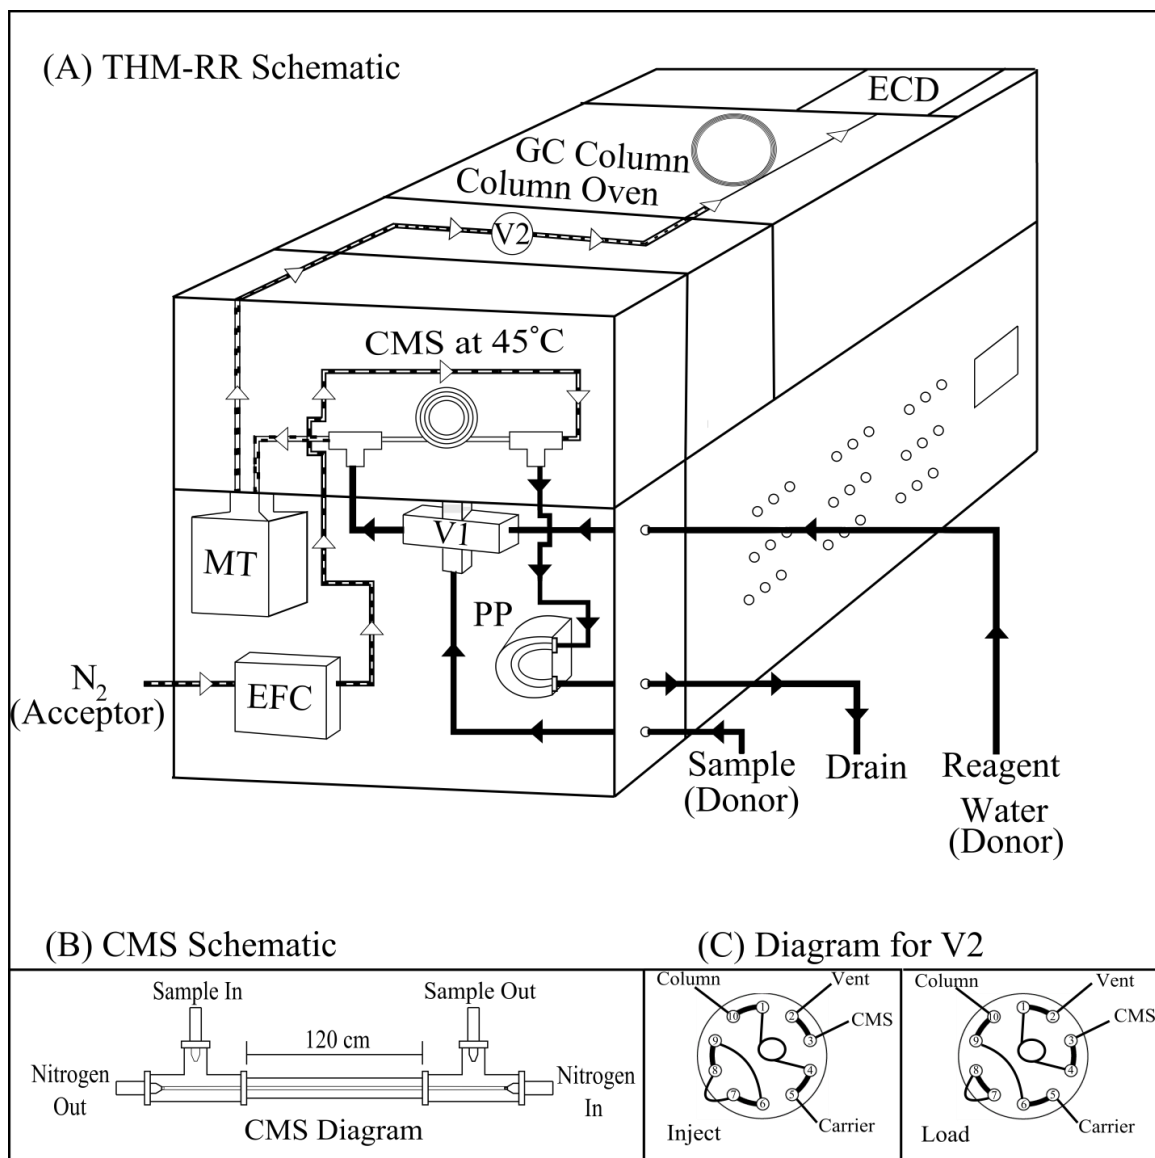 (A) THM-RR Schematic
ECD
GC Column
Column Oven
V2
CMS at 45°C
V1
MT
PP
N2
(Acceptor)
EFC
Sample
(Donor)
Drain
Reagent
Water
(Donor)
(B) CMS Schematic
(C) Diagram for V2
Sample In
Sample Out
120 cm
Nitrogen
Out
Nitrogen
In
CMS Diagram
Column
Vent
CMS
10
1
2
3
4
5
6
7
8
9
Carrier
Inject
Column
Vent
CMS
10
1
2
3
4
5
6
7
8
9
Carrier
Load